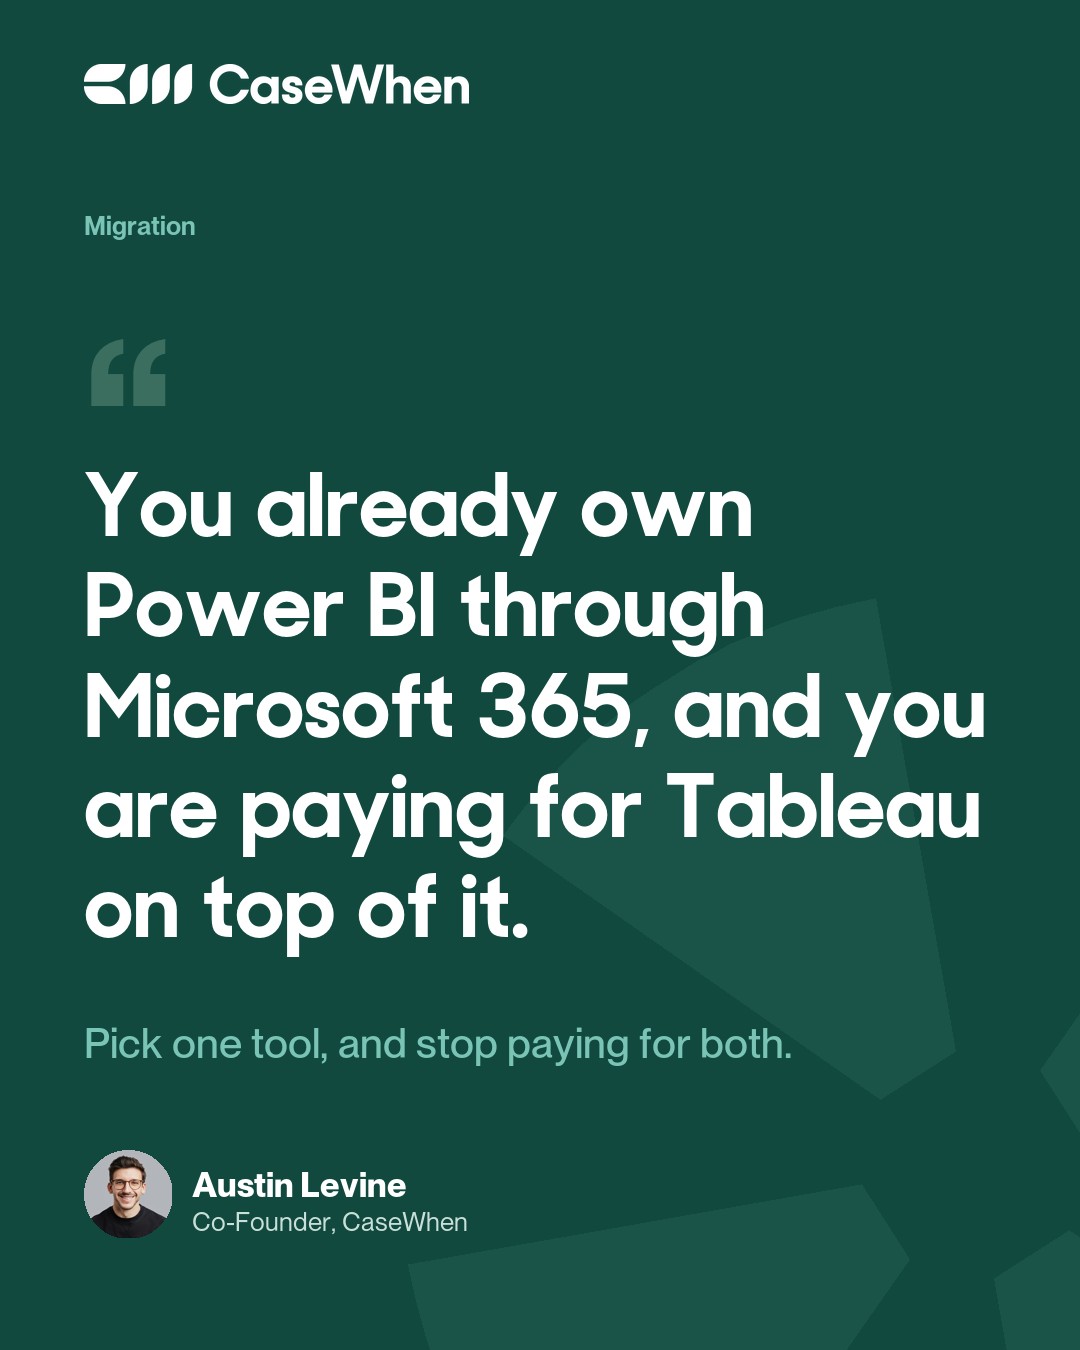 CaseWhen
Migration
“
You already own
Power BI through
Microsoft 365, and you
are paying for Tableau
on top of it.
Pick one tool, and stop paying for both.
Austin Levine
Co-Founder, CaseWhen